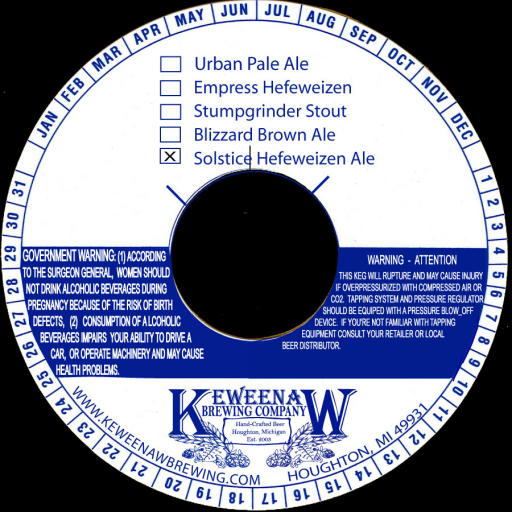 JAN FEB MAR APR MAY JUN JUL AUG SEP OCT NOV DEC
Urban Pale Ale
Empress Hefeweizen
Stumpgrinder Stout
Blizzard Brown Ale
Solstice Hefeweizen Ale
1 2 3 4 5 6 7 8 9 10 11 12 13 14 15 16 17 18 19 20 21 22 23 24 25 26 27 28 29 30 31
GOVERNMENT WARNING: (1) ACCORDING
TO THE SURGEON GENERAL, WOMEN SHOULD
NOT DRINK ALCOHOLIC BEVERAGES DURING
PREGNANCY BECAUSE OF THE RISK OF BIRTH
DEFECTS, (2) CONSUMPTION OF ALCOHOLIC
BEVERAGES IMPAIRS YOUR ABILITY TO DRIVE A
CAR, OR OPERATE MACHINERY AND MAY CAUSE
HEALTH PROBLEMS.
WARNING - ATTENTION
THIS KEG WILL RUPTURE AND MAY CAUSE INJURY
IF OVERPRESSURIZED WITH COMPRESSED AIR OR
CO2. TAPPING SYSTEM AND PRESSURE REGULATOR
SHOULD BE EQUIPED WITH A PRESSURE BLOW_OFF
DEVICE. IF YOU'RE NOT FAMILIAR WITH TAPPING
EQUIPMENT CONSULT YOUR RETAILER OR LOCAL
BEER DISTRIBUTOR.
KEWEENAW
BREWING COMPANY
Hand-Crafted Beer
Houghton, Michigan
Est. 2003
WWW.KEWEENAWBREWING.COM
HOUGHTON, MI 49931